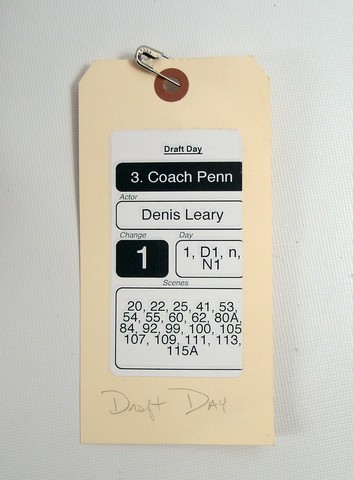 Draft Day
3. Coach Penn
Actor
Denis Leary
Change
Day
1
1, D1, n,
N1
Scenes
20, 22, 25, 41, 53,
54, 55, 60, 62, 80A,
84, 92, 99, 100, 105
107, 109, 111, 113,
115A
Draft Day